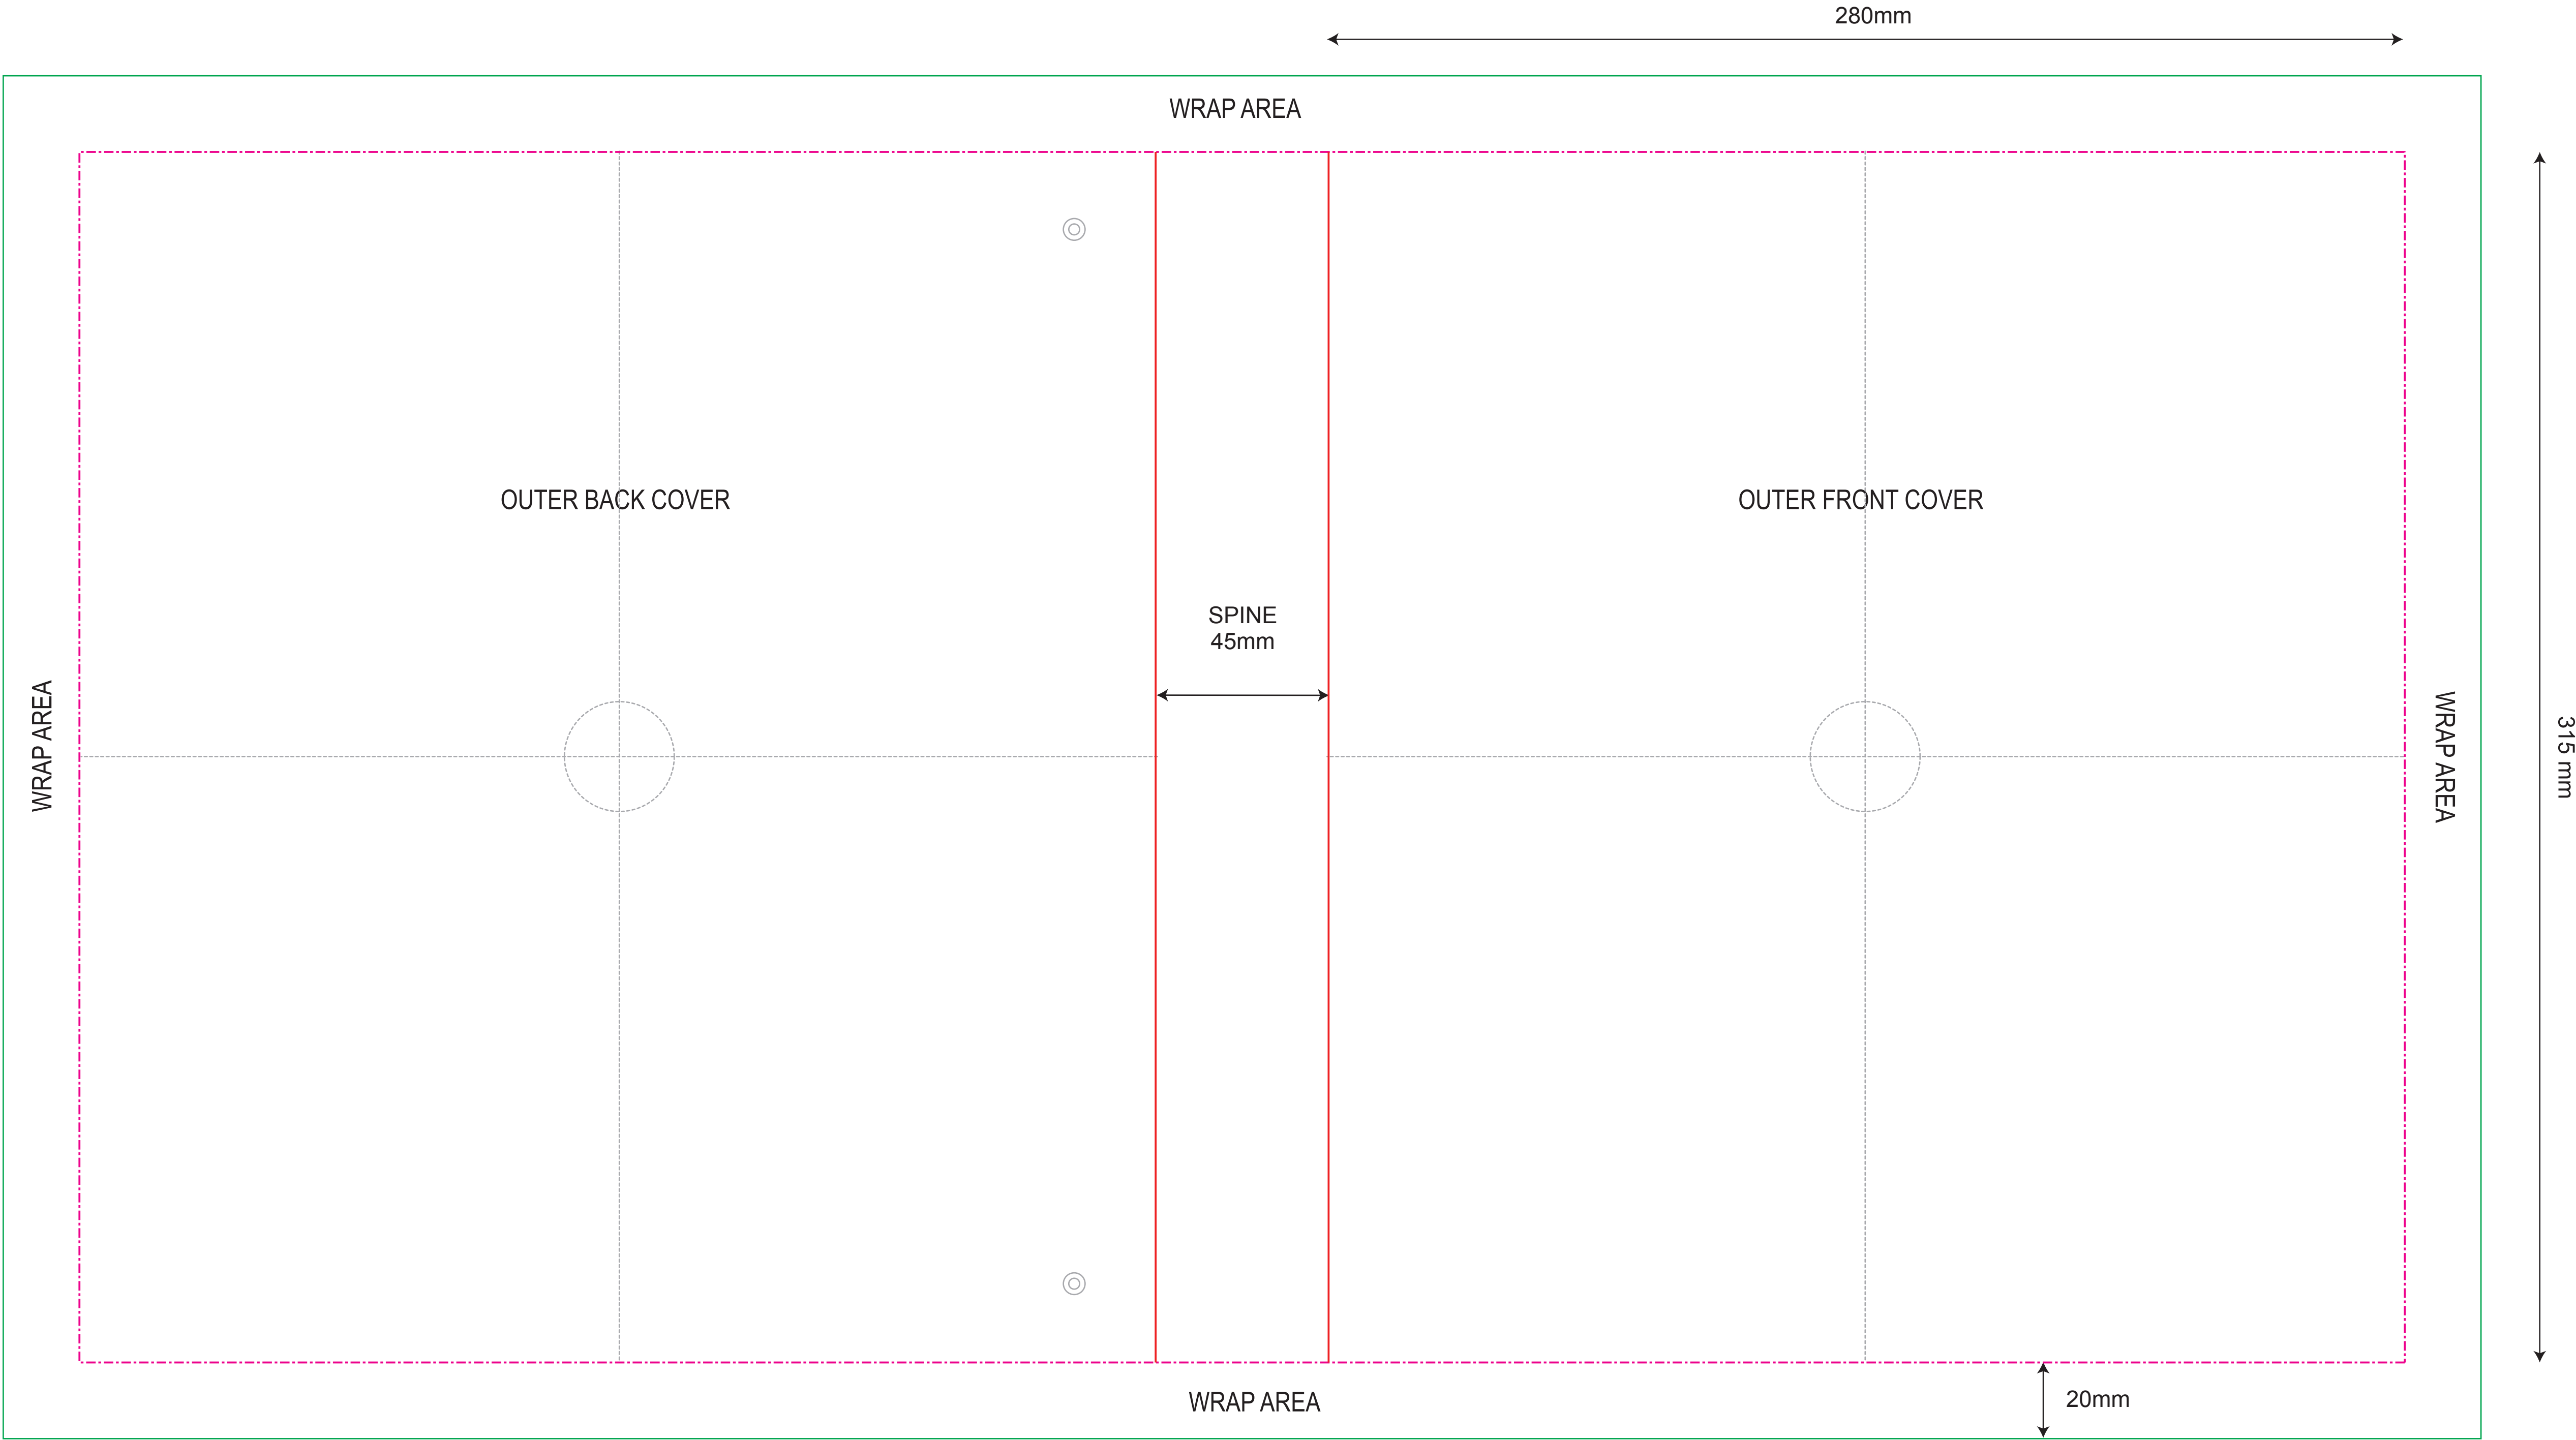 280mm
WRAP AREA
OUTER BACK COVER
OUTER FRONT COVER
SPINE
45mm
WRAP AREA
WRAP AREA
315 mm
WRAP AREA
20mm